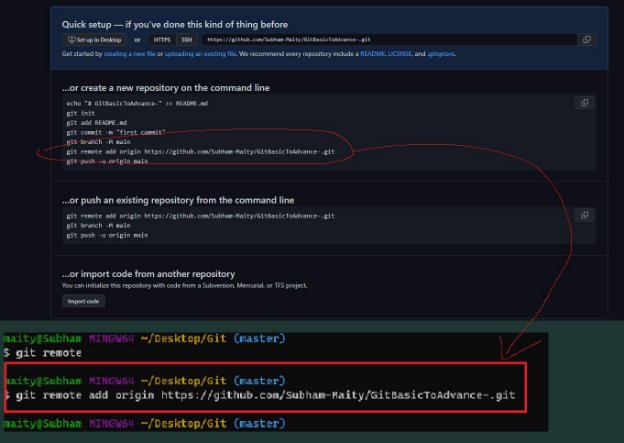 Quick setup — if you've done this kind of thing before
Set up in Desktop or HTTPS SSH https://github.com/Subham-Maity/GitBasicToAdvance-.git
Get started by creating a new file or uploading an existing file. We recommend every repository include a README, LICENSE, and .gitignore.
...or create a new repository on the command line
echo "# GitBasicToAdvance-" >> README.md
git init
git add README.md
git commit -m "first commit"
git branch -M main
git remote add origin https://github.com/Subham-Maity/GitBasicToAdvance-.git
git push -u origin main
...or push an existing repository from the command line
git remote add origin https://github.com/Subham-Maity/GitBasicToAdvance-.git
git branch -M main
git push -u origin main
...or import code from another repository
You can initialize this repository with code from a Subversion, Mercurial, or TFS project.
Import code
maity@Subham MINGW64 ~/Desktop/Git (master)
$ git remote
maity@Subham MINGW64 ~/Desktop/Git (master)
$ git remote add origin https://github.com/Subham-Maity/GitBasicToAdvance-.git
maity@Subham MINGW64 ~/Desktop/Git (master)